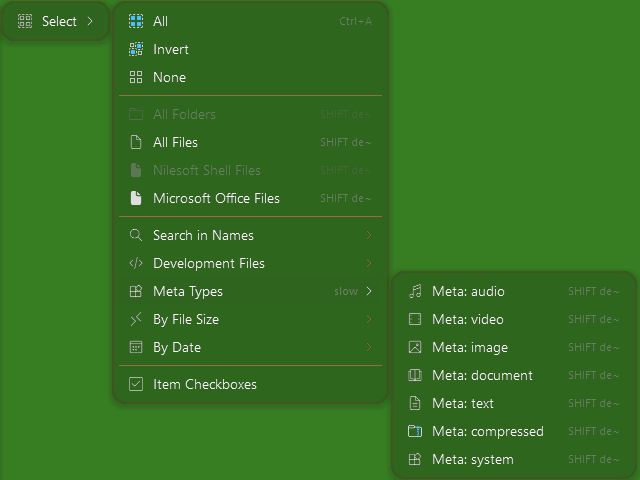 Select
All Ctrl+A
Invert
None
All Folders SHIFT de~
All Files SHIFT de~
Nilesoft Shell Files SHIFT de~
Microsoft Office Files SHIFT de~
Search in Names
Development Files
Meta Types slow
By File Size
By Date
Item Checkboxes
Meta: audio SHIFT de~
Meta: video SHIFT de~
Meta: image SHIFT de~
Meta: document SHIFT de~
Meta: text SHIFT de~
Meta: compressed SHIFT de~
Meta: system SHIFT de~